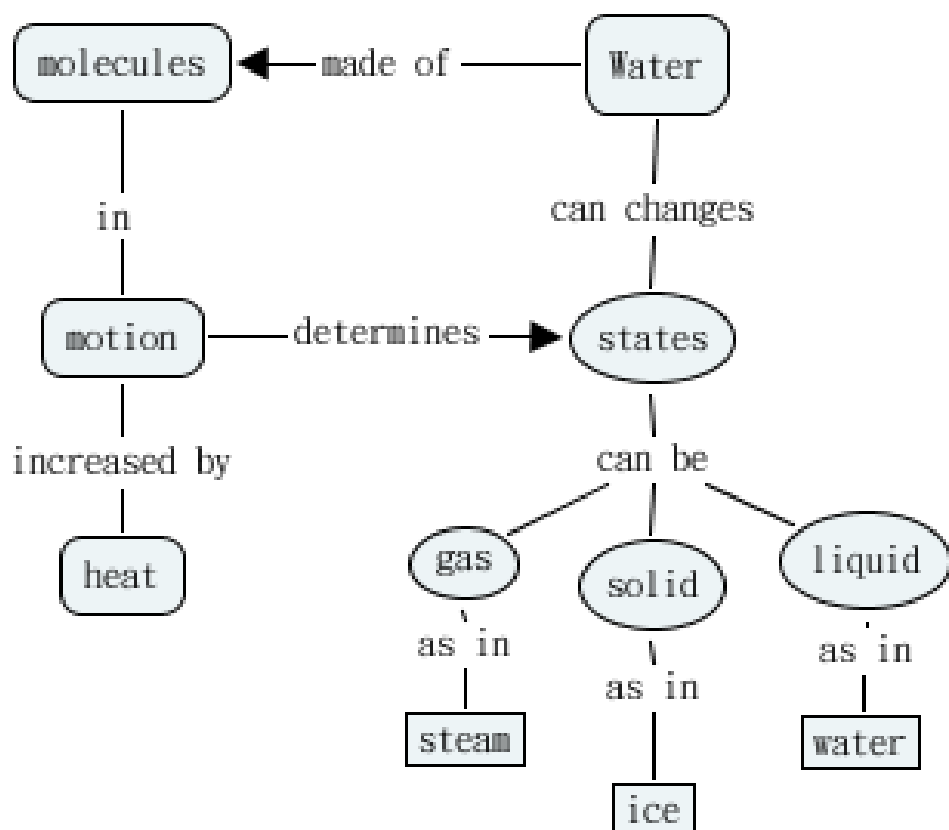 molecules
made of
Water
in
can changes
motion
determines
states
increased by
can be
heat
gas
solid
liquid
as in
as in
as in
steam
ice
water